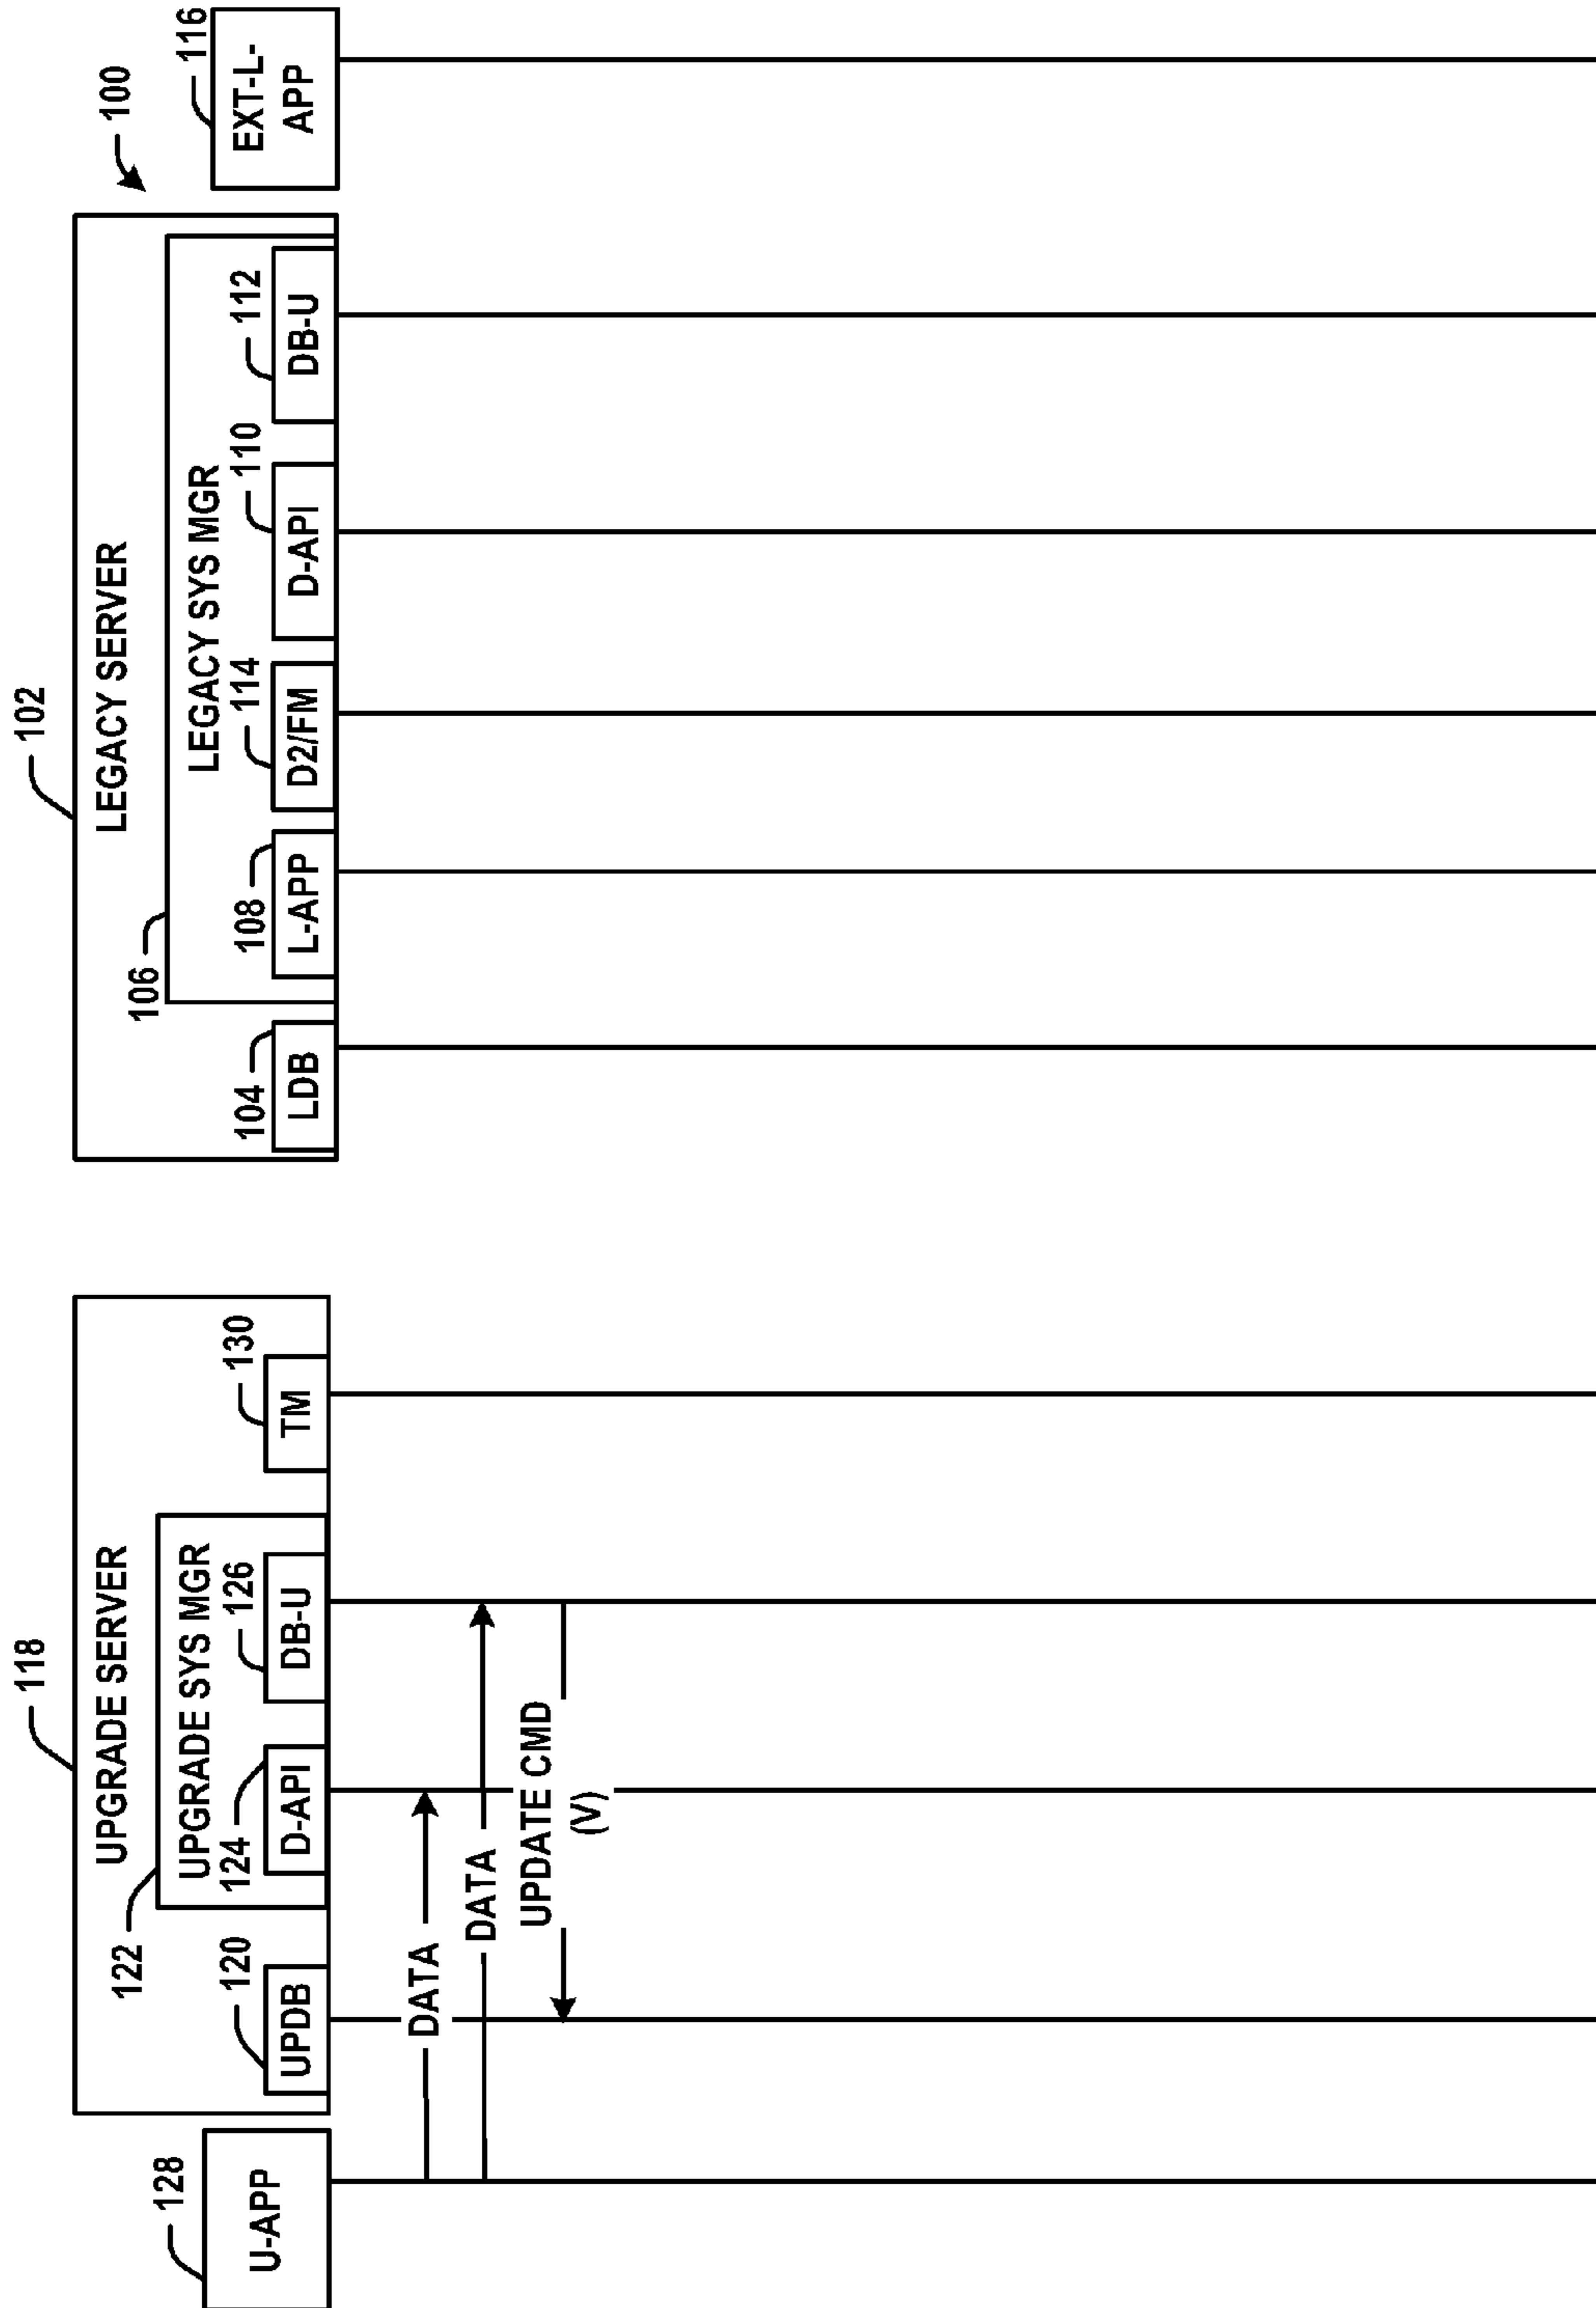 118
102
UPGRADE SERVER
LEGACY SERVER
100
122
UPGRADE SYS MGR
106
LEGACY SYS MGR
128
120
124
126
130
104
108
114
110
112
116
U-APP
UPDB
D-API
DB-U
TM
LDB
L-APP
D2/FM
D-API
DB-U
EXT-L-
APP
DATA
DATA
UPDATE CMD
(V)